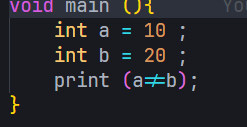 void main (){
int a = 10 ;
int b = 20 ;
print (a≠b);
}